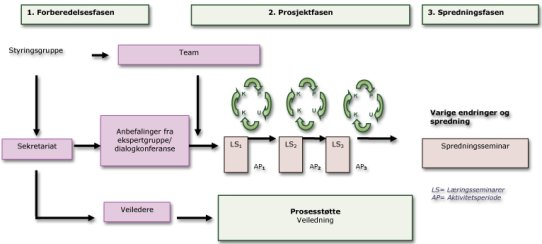 1. Forberedelsesfasen
2. Prosjektfasen
3. Spredningsfasen
Styringsgruppe
Team
K P
U
K P
U
K P
U
Sekretariat
Anbefalinger fra
ekspertgruppe/
dialogkonferanse
LS1
AP1
LS2
AP2
LS3
AP3
Varige endringer og
spredning
Spredningsseminar
LS= Læringsseminarer
AP= Aktivitetsperiode
Veiledere
Prosesstøtte
Veiledning